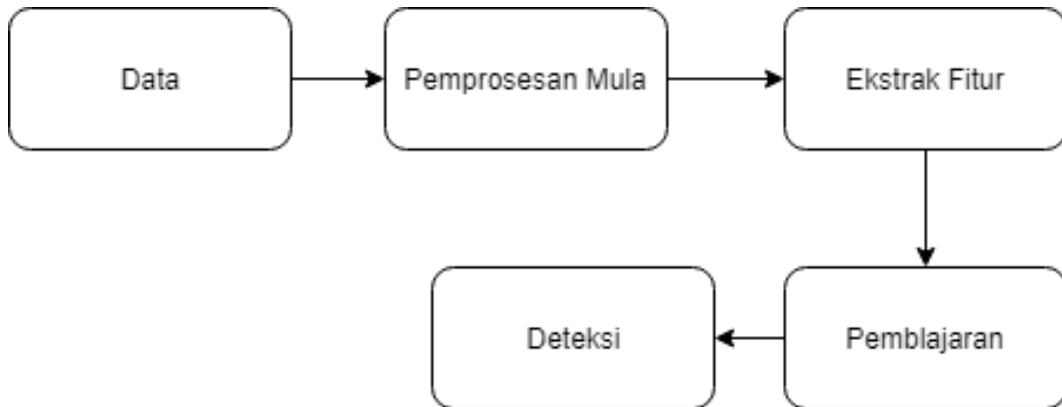 Data
Pemprosesan Mula
Ekstrak Fitur
Pemblajaran
Deteksi